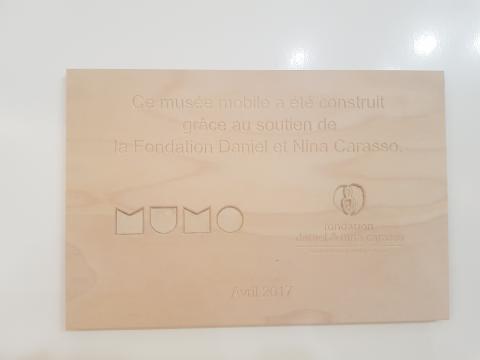 Ce musée mobile a été construit
grâce au soutien de
la Fondation Daniel et Nina Carasso.
MUMO
fondation
daniel & nina carasso
Avril 2017